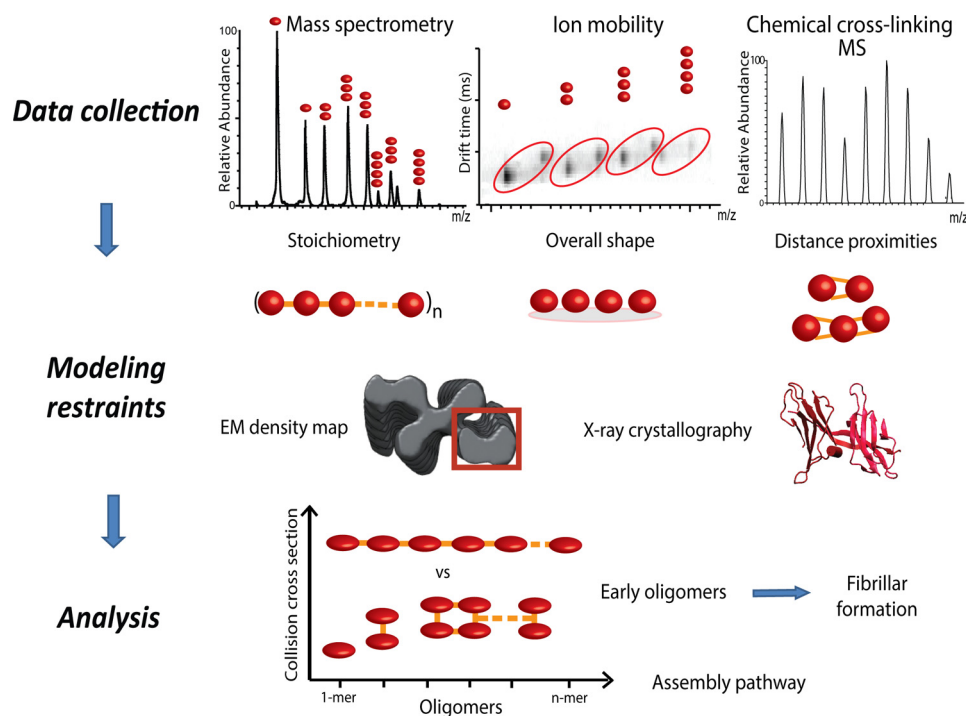 Mass spectrometry
Ion mobility
Chemical cross-linking
MS
Data collection
Relative Abundance
100
0
m/z
Drift time (ms)
m/z
Relative Abundance
100
0
m/z
Stoichiometry
Overall shape
Distance proximities
( )n
Modeling
restraints
EM density map
X-ray crystallography
Analysis
Collision cross section
vs
Early oligomers
Fibrillar
formation
1-mer
n-mer
Oligomers
Assembly pathway